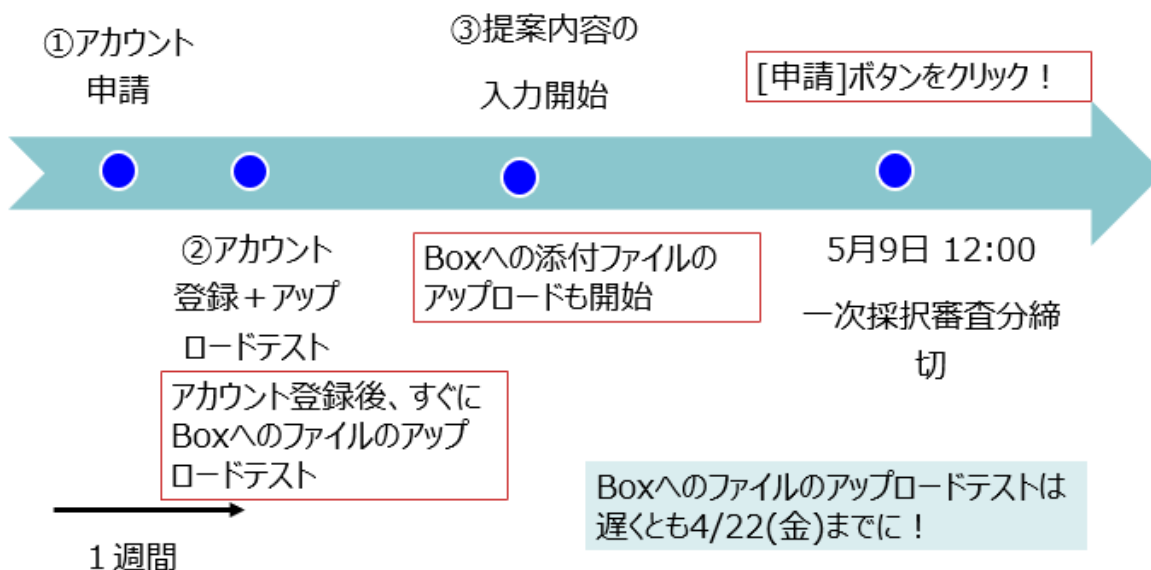 ①アカウント
申請
③提案内容の
入力開始
[申請]ボタンをクリック！
②アカウント
登録＋アップ
ロードテスト
アカウント登録後、すぐに
Boxへのファイルのアップ
ロードテスト
Boxへの添付ファイルの
アップロードも開始
5月9日 12:00
一次採択審査分締
切
１週間
Boxへのファイルのアップロードテストは
遅くとも4/22(金)までに！